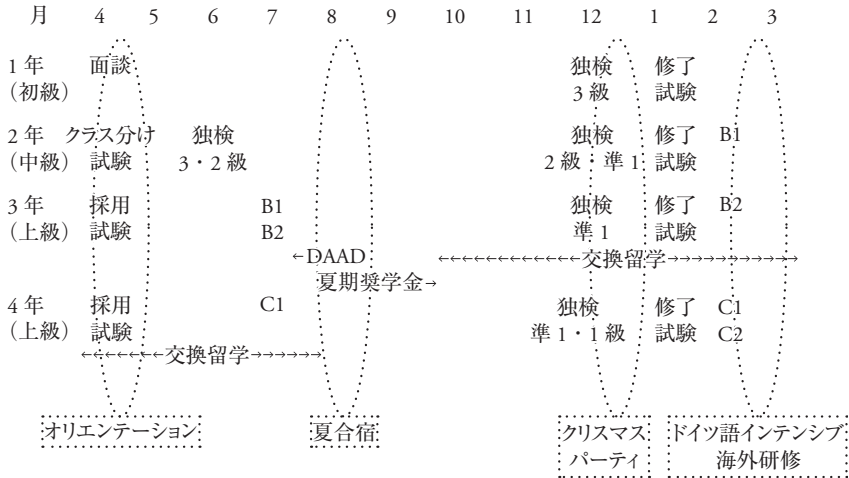 月 4 5 6 7 8 9 10 11 12 1 2 3
1 年 面談 独検 修了
（初級） 3 級 試験
2 年 クラス分け 独検 独検 修了 B1
（中級） 試験 3・2 級 2 級・準 1 試験
3 年 採用 B1 独検 修了 B2
（上級） 試験 B2 準 1 試験
←DAAD ←←←←←←←←←←交換留学→→→→→→→→→
夏期奨学金→
4 年 採用 C1 独検 修了 C1
（上級） 試験 準 1・1 級 試験 C2
←←←←←←交換留学→→→→→→
オリエンテーション 夏合宿 クリスマス ドイツ語インテンシブ
パーティ 海外研修